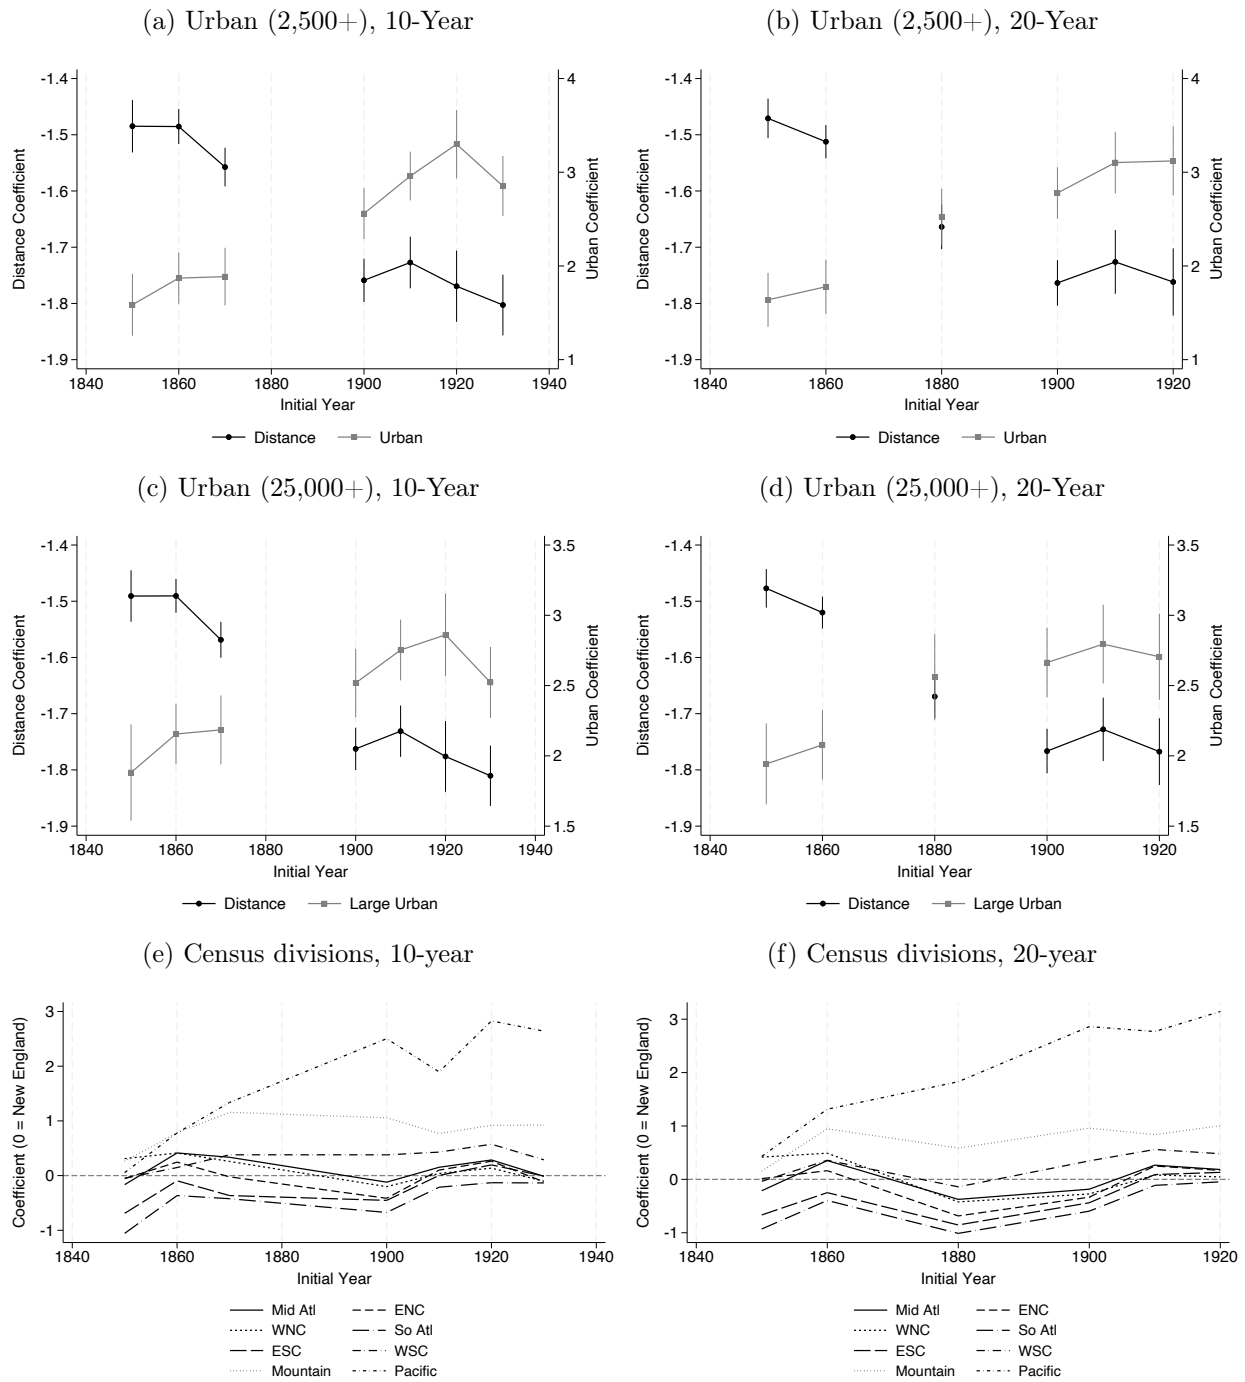 (a) Urban (2,500+), 10-Year
-1.4
-1.5
-1.6
-1.7
-1.8
-1.9
Distance Coefficient
4
3
2
1
Urban Coefficient
1840 1860 1880 1900 1920 1940
Initial Year
Distance Urban
(b) Urban (2,500+), 20-Year
-1.4
-1.5
-1.6
-1.7
-1.8
-1.9
Distance Coefficient
4
3
2
1
Urban Coefficient
1840 1860 1880 1900 1920
Initial Year
Distance Urban
(c) Urban (25,000+), 10-Year
-1.4
-1.5
-1.6
-1.7
-1.8
-1.9
Distance Coefficient
3.5
3
2.5
2
1.5
Urban Coefficient
1840 1860 1880 1900 1920 1940
Initial Year
Distance Large Urban
(d) Urban (25,000+), 20-Year
-1.4
-1.5
-1.6
-1.7
-1.8
-1.9
Distance Coefficient
3.5
3
2.5
2
1.5
Urban Coefficient
1840 1860 1880 1900 1920
Initial Year
Distance Large Urban
(e) Census divisions, 10-year
3
2
1
0
-1
Coefficient (0 = New England)
1840 1860 1880 1900 1920 1940
Initial Year
Mid Atl ENC
WNC So Atl
ESC WSC
Mountain Pacific
(f) Census divisions, 20-year
3
2
1
0
-1
Coefficient (0 = New England)
1840 1860 1880 1900 1920
Initial Year
Mid Atl ENC
WNC So Atl
ESC WSC
Mountain Pacific